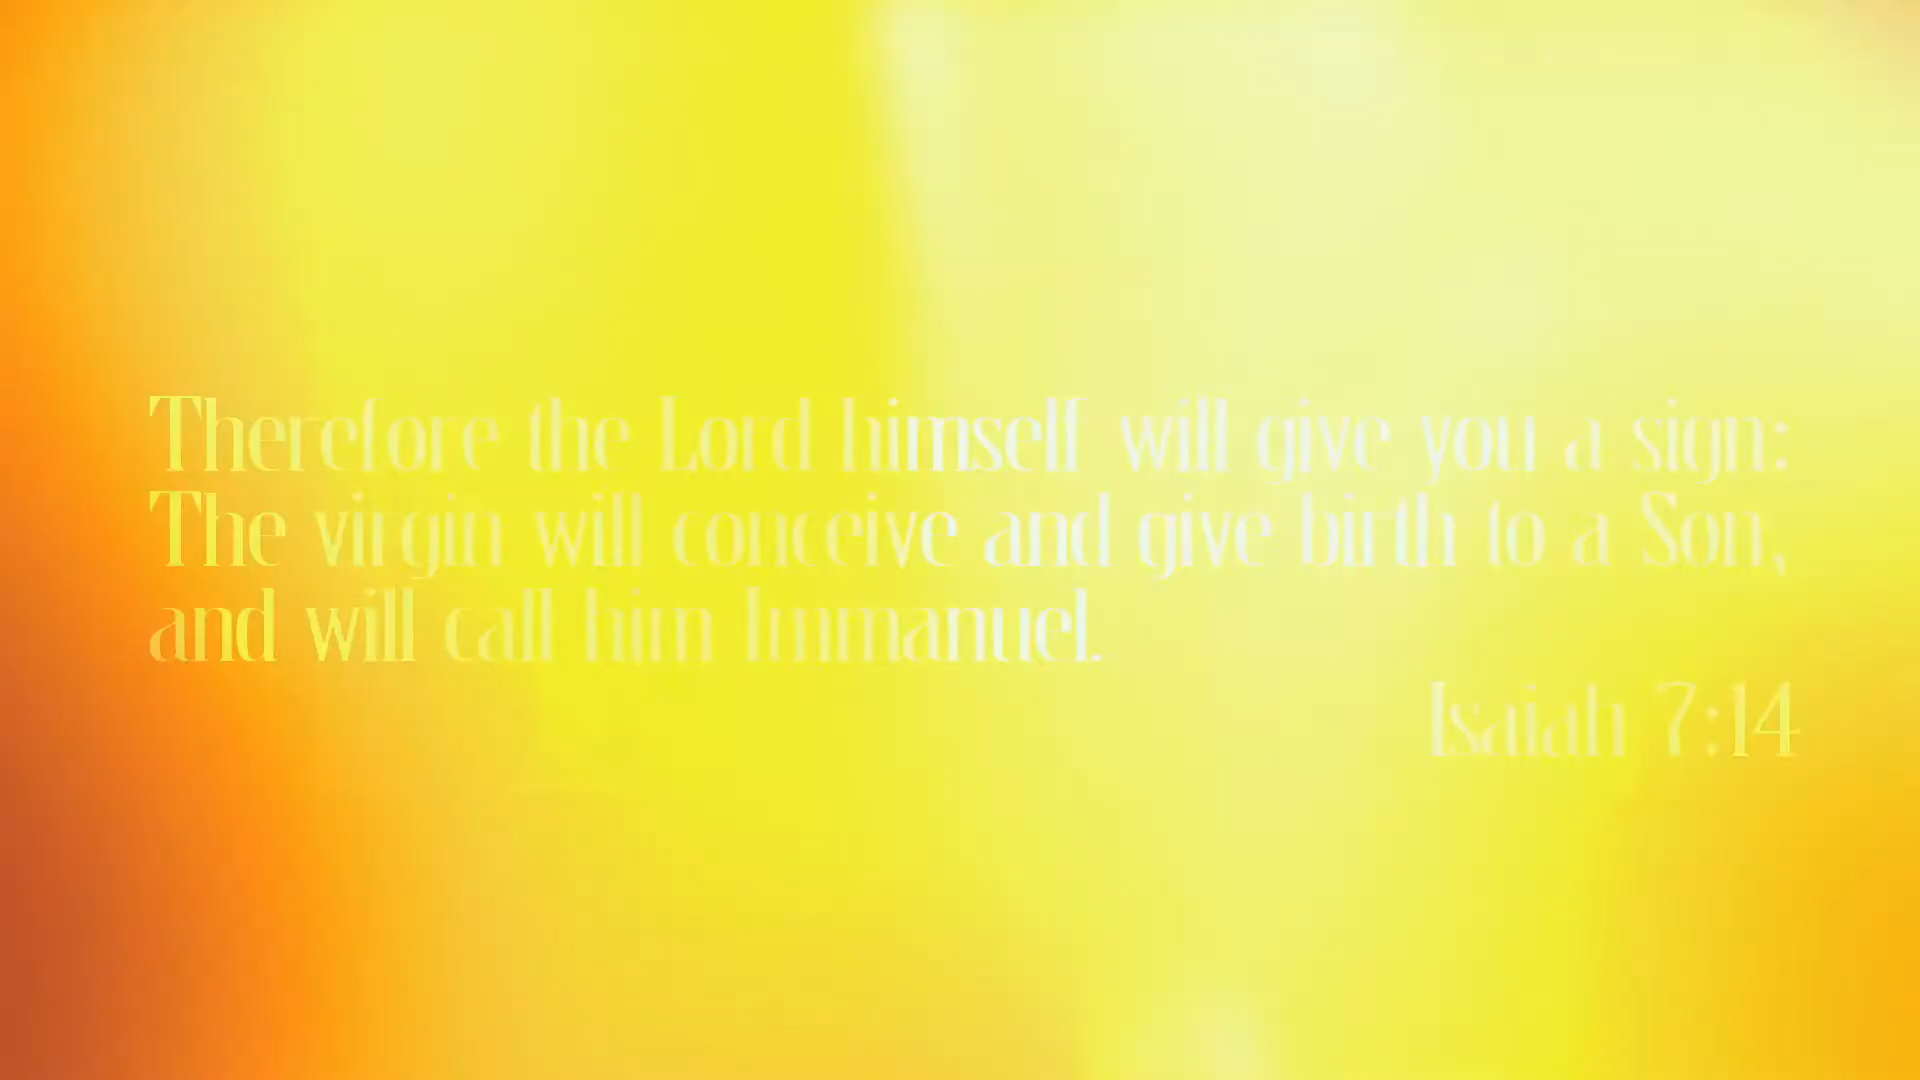 Therefore the Lord himself will give you a sign:
The virgin will conceive and give birth to a Son,
and will call him Immanuel.
Isaiah 7:14